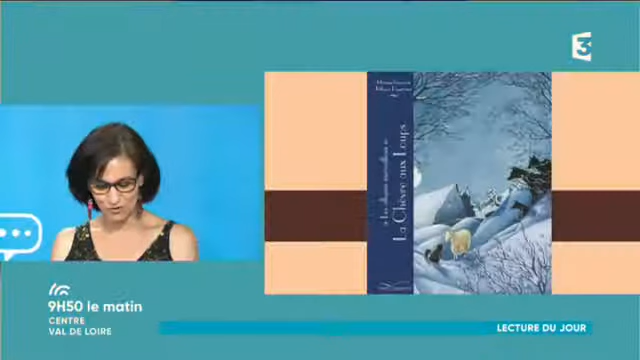 3
« Les albums merveilleux »
La Chèvre aux Loups
9H50 le matin
CENTRE
VAL DE LOIRE
LECTURE DU JOUR